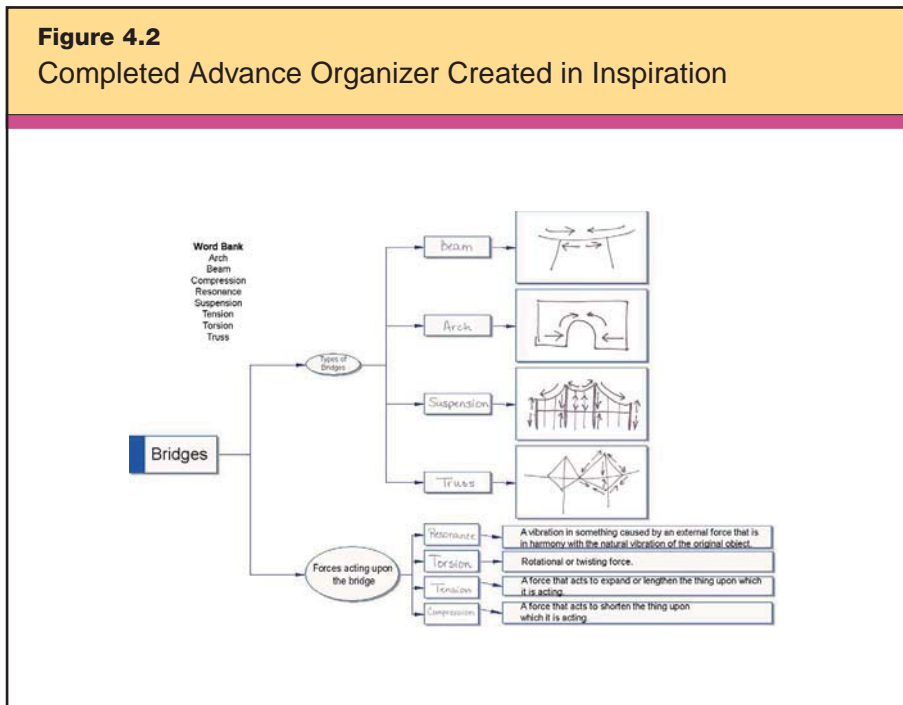 Figure 4.2
Completed Advance Organizer Created in Inspiration
Word Bank
Arch
Beam
Compression
Resonance
Suspension
Tension
Torsion
Truss
Bridges
Types of
Bridges
Beam
Arch
Suspension
Truss
Forces acting upon
the bridge
Resonance
A vibration in something caused by an external force that is
in harmony with the natural vibration of the original object.
Torsion
Rotational or twisting force.
Tension
A force that acts to expand or lengthen the thing upon which
it is acting.
Compression
A force that acts to shorten the thing upon
which it is acting.